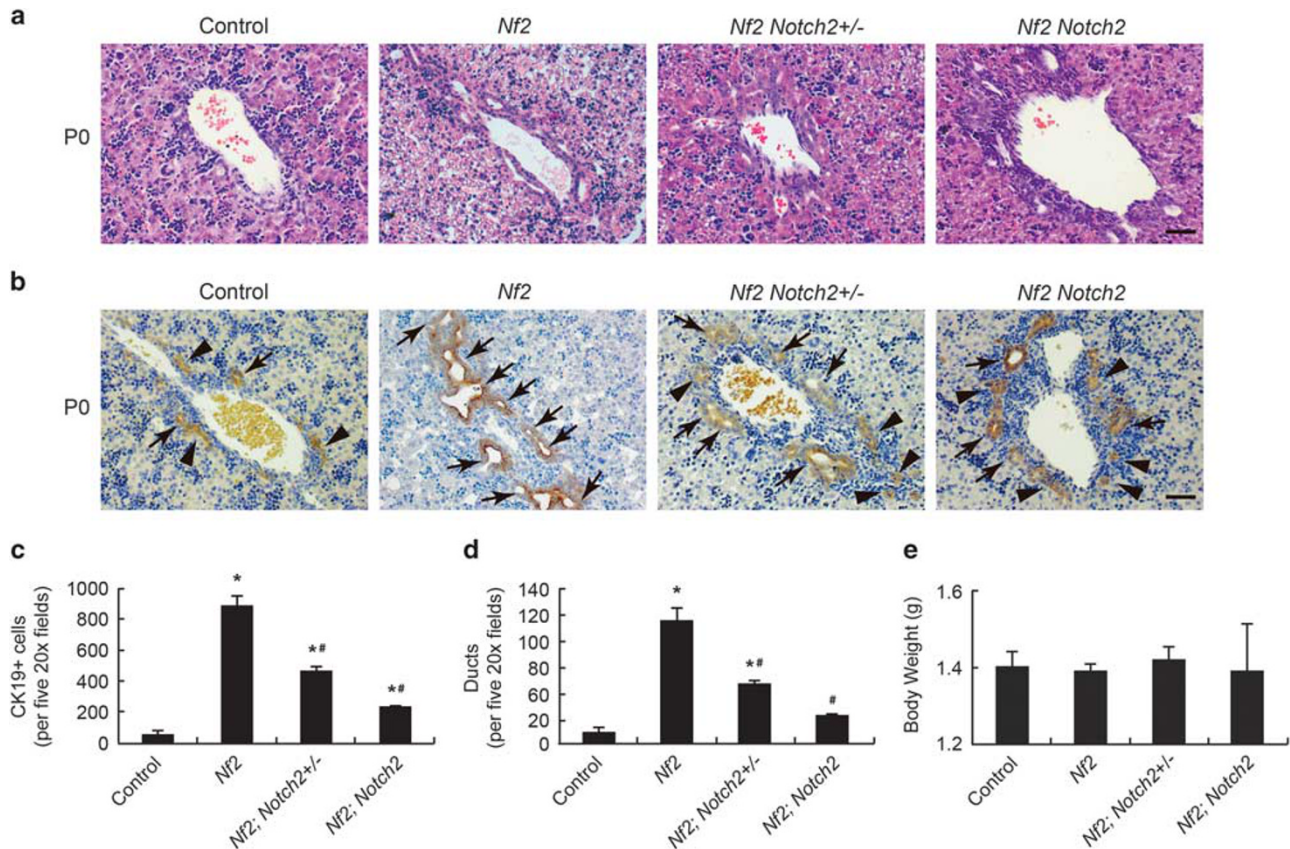 a
Control
Nf2
Nf2 Notch2+/-
Nf2 Notch2
P0
b
Control
Nf2
Nf2 Notch2+/-
Nf2 Notch2
P0
c
CK19+ cells
(per five 20x fields)
1000
800
600
400
200
0
*
*#
*#
Control
Nf2
Nf2; Notch2+/-
Nf2; Notch2
d
Ducts
(per five 20x fields)
140
120
100
80
60
20
0
*
*#
#
Control
Nf2
Nf2; Notch2+/-
Nf2; Notch2
e
Body Weight (g)
1.6
1.4
1.2
Control
Nf2
Nf2; Notch2+/-
Nf2; Notch2